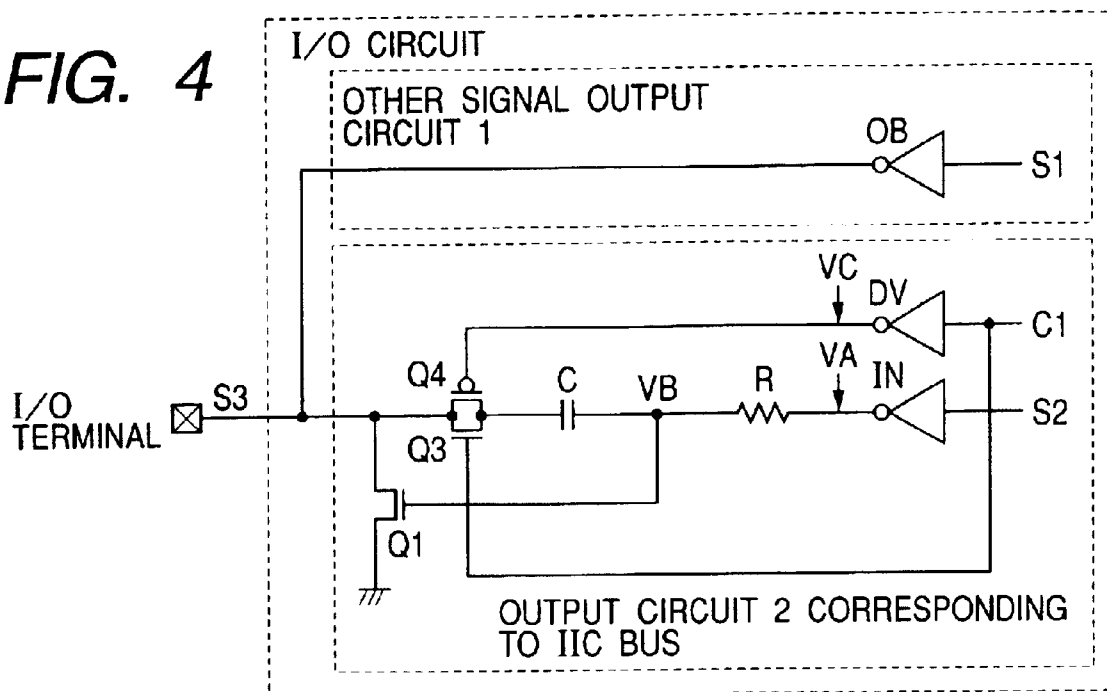 FIG. 4
I/O CIRCUIT
OTHER SIGNAL OUTPUT
CIRCUIT 1
OB
S1
VC
DV
C1
VA
IN
S2
Q4
C
VB
R
I/O
TERMINAL
S3
Q3
Q1
OUTPUT CIRCUIT 2 CORRESPONDING
TO IIC BUS